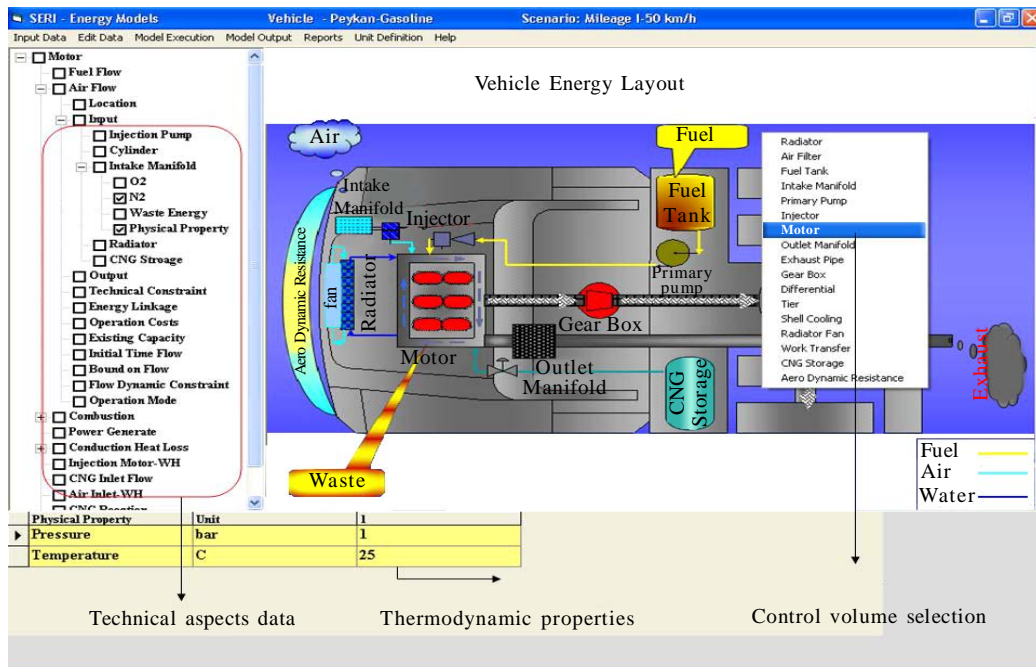 SERI - Energy Models Vehicle - Peykan-Gasoline Scenario: Mileage I-50 km/h
Input Data Edit Data Model Execution Model Output Reports Unit Definition Help
Motor
Fuel Flow
Air Flow
Location
Input
Injection Pump
Cylinder
Intake Manifold
O2
N2
Waste Energy
Physical Property
Radiator
CNG Stroage
Output
Technical Constraint
Energy Linkage
Operation Costs
Existing Capacity
Initial Time Flow
Bound on Flow
Flow Dynamic Constraint
Operation Mode
Combustion
Power Generate
Conduction Heat Loss
Injection Motor-WH
CNG Inlet Flow
Air Inlet-WH
CNG Reaction
Vehicle Energy Layout
Air
Fuel
Intake
Manifold
Injector
Fuel
Tank
Primary
pump
Aero Dynamic Resistance
fan
Radiator
Motor
Gear Box
Outlet
Manifold
CNG
Storage
Waste
Exhaust
Radiator
Air Filter
Fuel Tank
Intake Manifold
Primary Pump
Injector
Motor
Outlet Manifold
Exhaust Pipe
Gear Box
Differential
Tier
Shell Cooling
Radiator Fan
Work Transfer
CNG Storage
Aero Dynamic Resistance
Fuel
Air
Water
Physical Property Unit 1
Pressure bar 1
Temperature C 25
Technical aspects data
Thermodynamic properties
Control volume selection